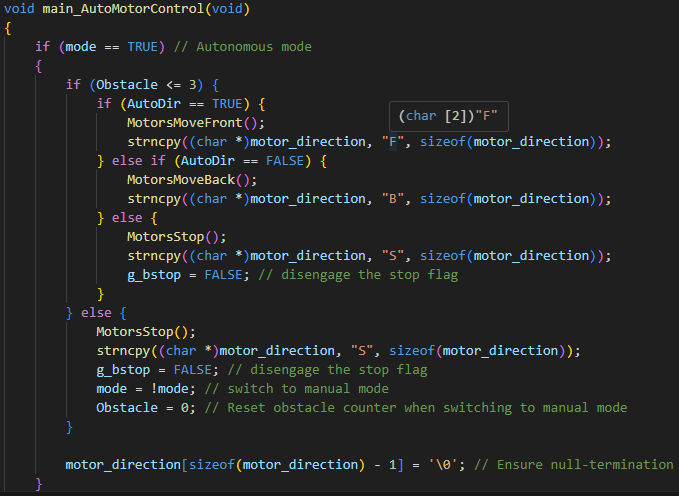 void main_AutoMotorControl(void)
{
    if (mode == TRUE) // Autonomous mode
    {
        if (Obstacle <= 3) {
            if (AutoDir == TRUE) {
(char [2])"F"
                MotorsMoveFront();
                strncpy((char *)motor_direction, "F", sizeof(motor_direction));
            } else if (AutoDir == FALSE) {
                MotorsMoveBack();
                strncpy((char *)motor_direction, "B", sizeof(motor_direction));
            } else {
                MotorsStop();
                strncpy((char *)motor_direction, "S", sizeof(motor_direction));
                g_bstop = FALSE; // disengage the stop flag
            }
        } else {
            MotorsStop();
            strncpy((char *)motor_direction, "S", sizeof(motor_direction));
            g_bstop = FALSE; // disengage the stop flag
            mode = !mode; // switch to manual mode
            Obstacle = 0; // Reset obstacle counter when switching to manual mode
        }
        motor_direction[sizeof(motor_direction) - 1] = '\0'; // Ensure null-termination
    }